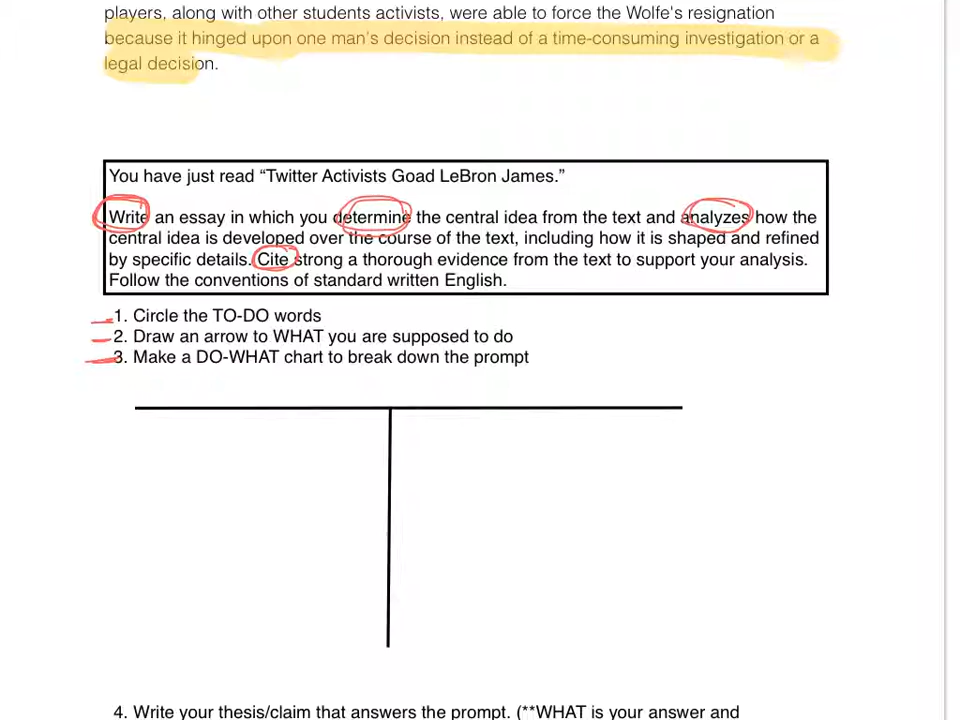 players, along with other students activists, were able to force the Wolfe's resignation
because it hinged upon one man's decision instead of a time-consuming investigation or a
legal decision.
You have just read “Twitter Activists Goad LeBron James.”
Write an essay in which you determine the central idea from the text and analyzes how the
central idea is developed over the course of the text, including how it is shaped and refined
by specific details. Cite strong a thorough evidence from the text to support your analysis.
Follow the conventions of standard written English.
1. Circle the TO-DO words
2. Draw an arrow to WHAT you are supposed to do
3. Make a DO-WHAT chart to break down the prompt
4. Write your thesis/claim that answers the prompt. (**WHAT is your answer and